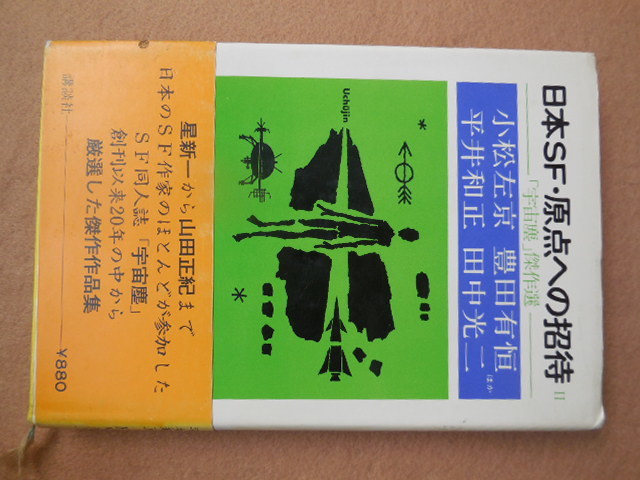 日本SF・原点への招待 II
「宇宙塵」傑作選
小松左京 豊田有恒
平井和正 田中光二 ほか
Uchūjin
星新一から山田正紀まで
日本のSF作家のほとんどが参加した
SF同人誌「宇宙塵」
創刊以来20年の中から
厳選した傑作作品集
講談社
¥880